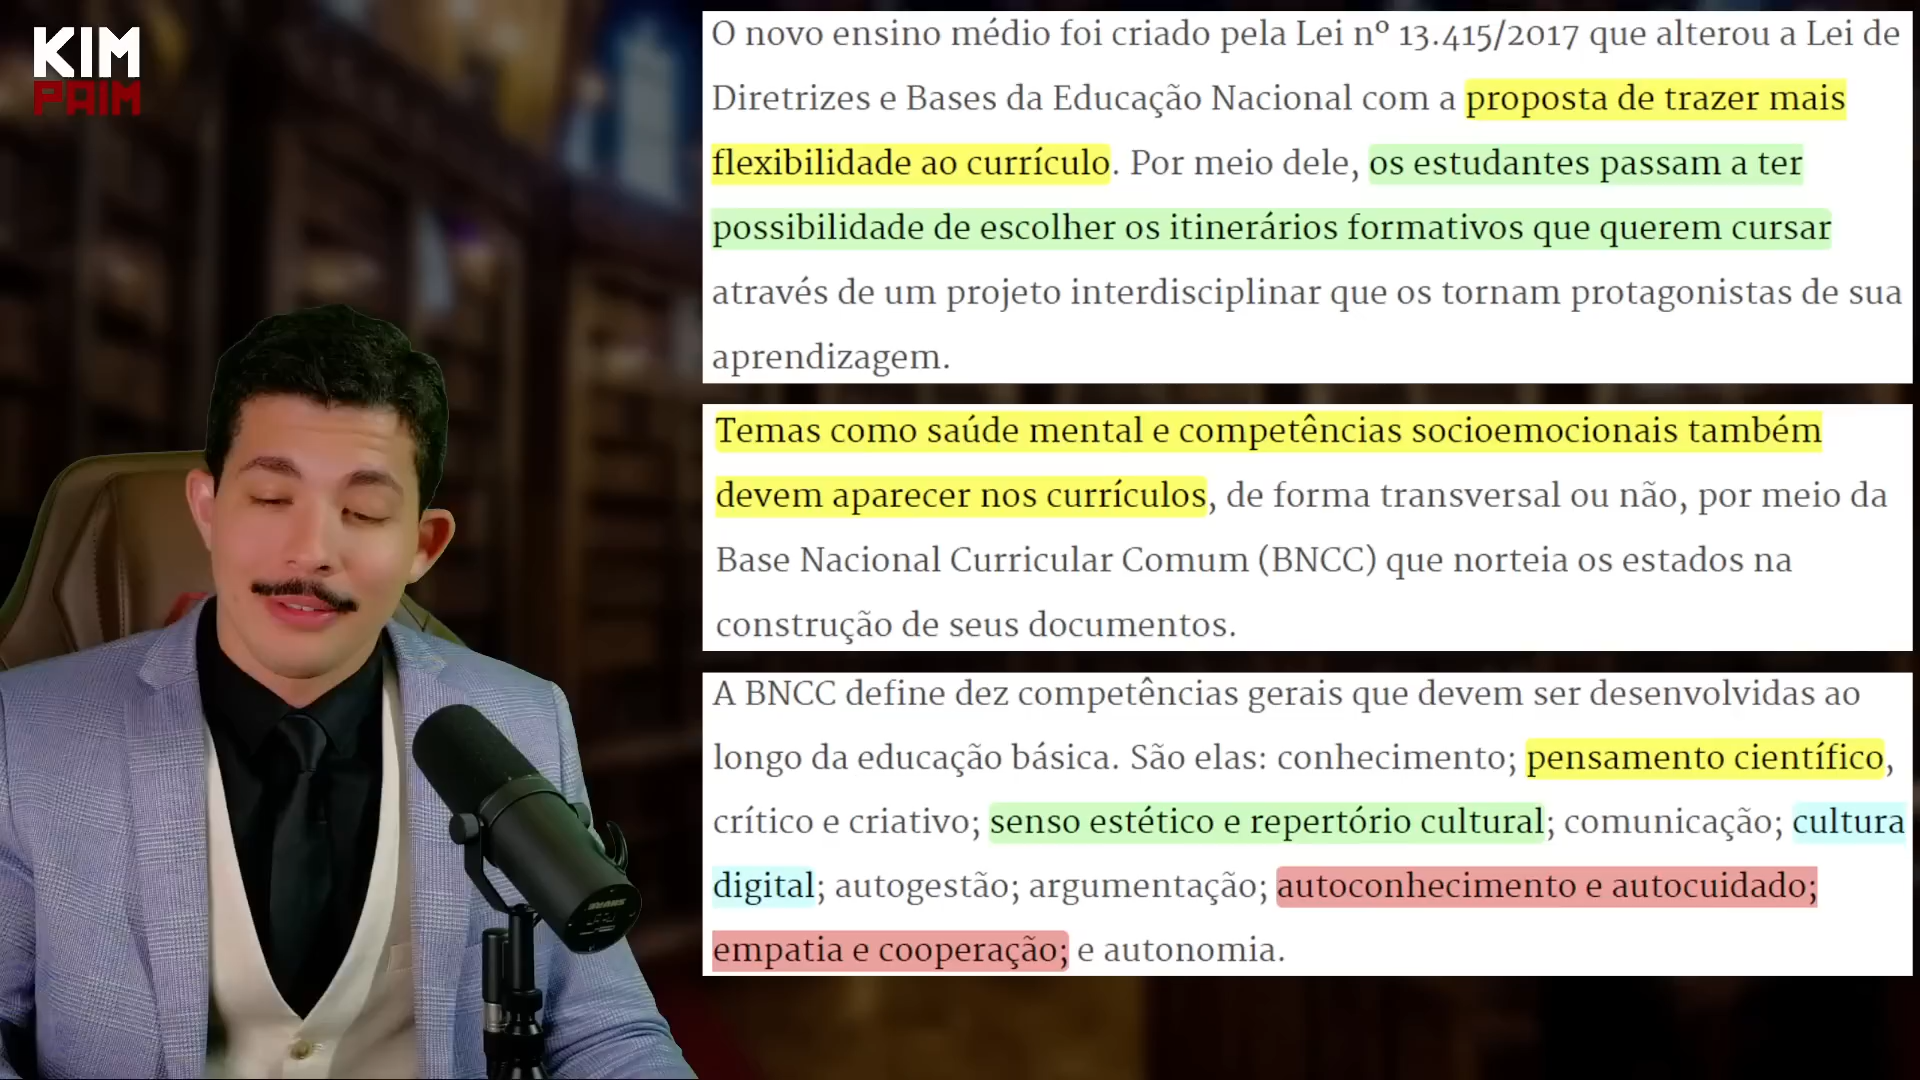 KIM
PAIM
O novo ensino médio foi criado pela Lei nº 13.415/2017 que alterou a Lei de
Diretrizes e Bases da Educação Nacional com a proposta de trazer mais
flexibilidade ao currículo. Por meio dele, os estudantes passam a ter
possibilidade de escolher os itinerários formativos que querem cursar
através de um projeto interdisciplinar que os tornam protagonistas de sua
aprendizagem.
Temas como saúde mental e competências socioemocionais também
devem aparecer nos currículos, de forma transversal ou não, por meio da
Base Nacional Curricular Comum (BNCC) que norteia os estados na
construção de seus documentos.
A BNCC define dez competências gerais que devem ser desenvolvidas ao
longo da educação básica. São elas: conhecimento; pensamento científico,
crítico e criativo; senso estético e repertório cultural; comunicação; cultura
digital; autogestão; argumentação; autoconhecimento e autocuidado;
empatia e cooperação; e autonomia.